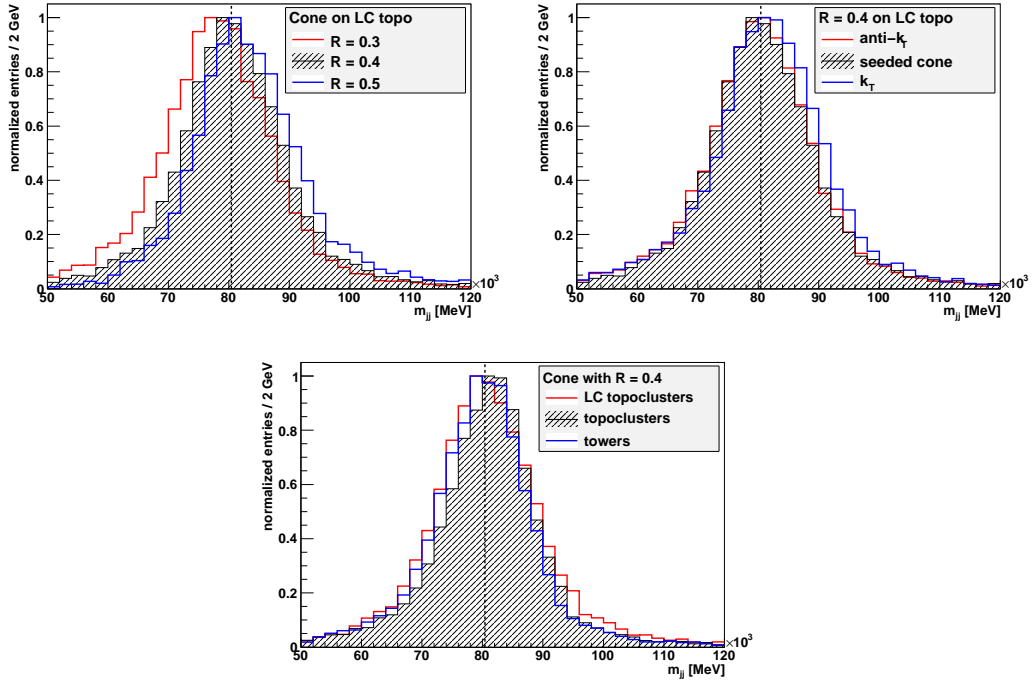 normalized entries / 2 GeV
1
0.8
0.6
0.4
0.2
0
50 60 70 80 90 100 110 120
×10³
m_jj [MeV]
Cone on LC topo
R = 0.3
R = 0.4
R = 0.5
normalized entries / 2 GeV
1
0.8
0.6
0.4
0.2
0
50 60 70 80 90 100 110 120
×10³
m_jj [MeV]
R = 0.4 on LC topo
anti-k_T
seeded cone
k_T
normalized entries / 2 GeV
1
0.8
0.6
0.4
0.2
0
50 60 70 80 90 100 110 120
×10³
m_jj [MeV]
Cone with R = 0.4
LC topoclusters
topoclusters
towers